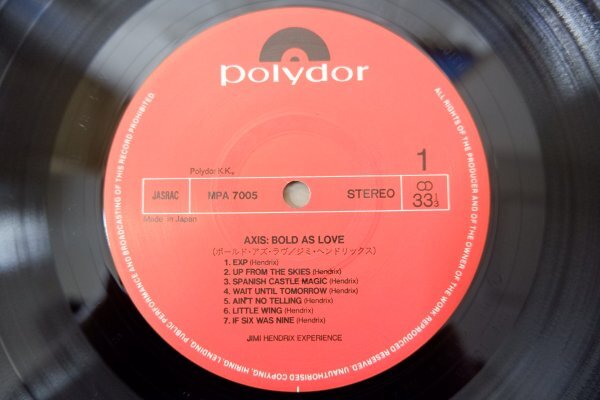 polydor
Polydor K.K.
1
JASRAC
MPA 7005
STEREO
33 1/3
Made in Japan
AXIS: BOLD AS LOVE
(ボールド・アズ・ラヴ/ジミ・ヘンドリックス)
1. EXP (Hendrix)
2. UP FROM THE SKIES (Hendrix)
3. SPANISH CASTLE MAGIC (Hendrix)
4. WAIT UNTIL TOMORROW (Hendrix)
5. AIN'T NO TELLING (Hendrix)
6. LITTLE WING (Hendrix)
7. IF SIX WAS NINE (Hendrix)
JIMI HENDRIX EXPERIENCE
ALL RIGHTS OF THE PRODUCER AND OF THE OWNER OF THE WORK REPRODUCED RESERVED. UNAUTHORISED COPYING, HIRING, LENDING, PUBLIC PERFORMANCE AND BROADCASTING OF THIS RECORD PROHIBITED.